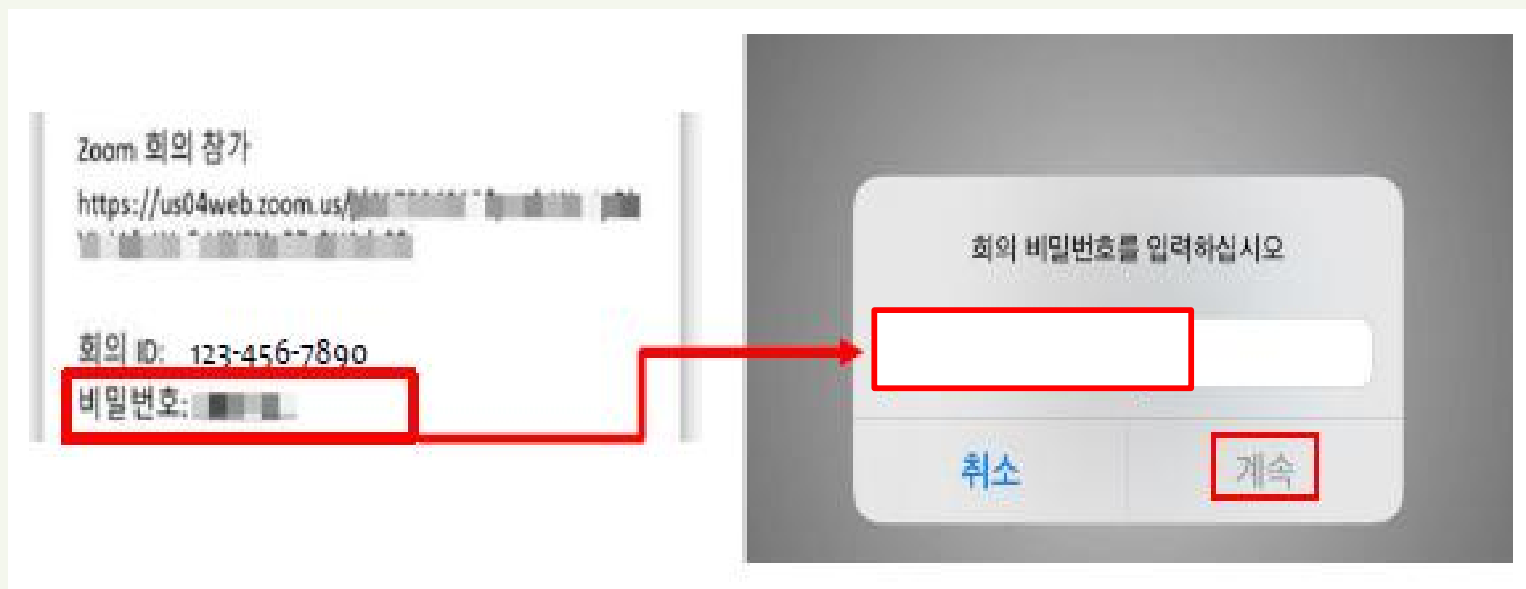 Zoom 회의 참가
https://us04web.zoom.us/
회의 ID: 123-456-7890
비밀번호:
회의 비밀번호를 입력하십시오
취소
계속